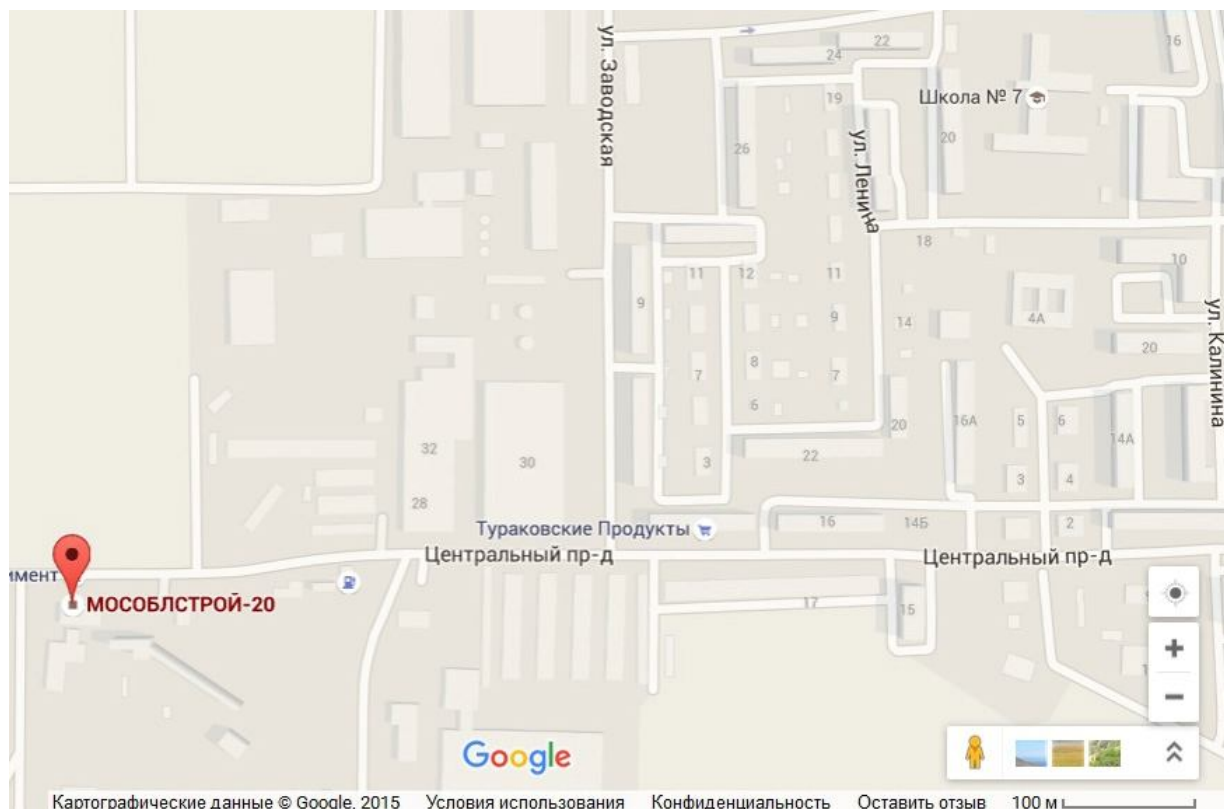 ул. Заводская
22
24
16
Школа № 7
19
20
26
ул. Ленина
18
10
11
12
11
9
9
14
4А
ул. Калинина
20
7
8
7
6
20
16А
5
6
14А
32
30
3
22
3
4
28
Тураковские Продукты
16
14Б
2
Центральный пр-д
Центральный пр-д
имент
МОСОБЛСТРОЙ-20
17
15
Google
Картографические данные © Google, 2015
Условия использования
Конфиденциальность
Оставить отзыв
100 м